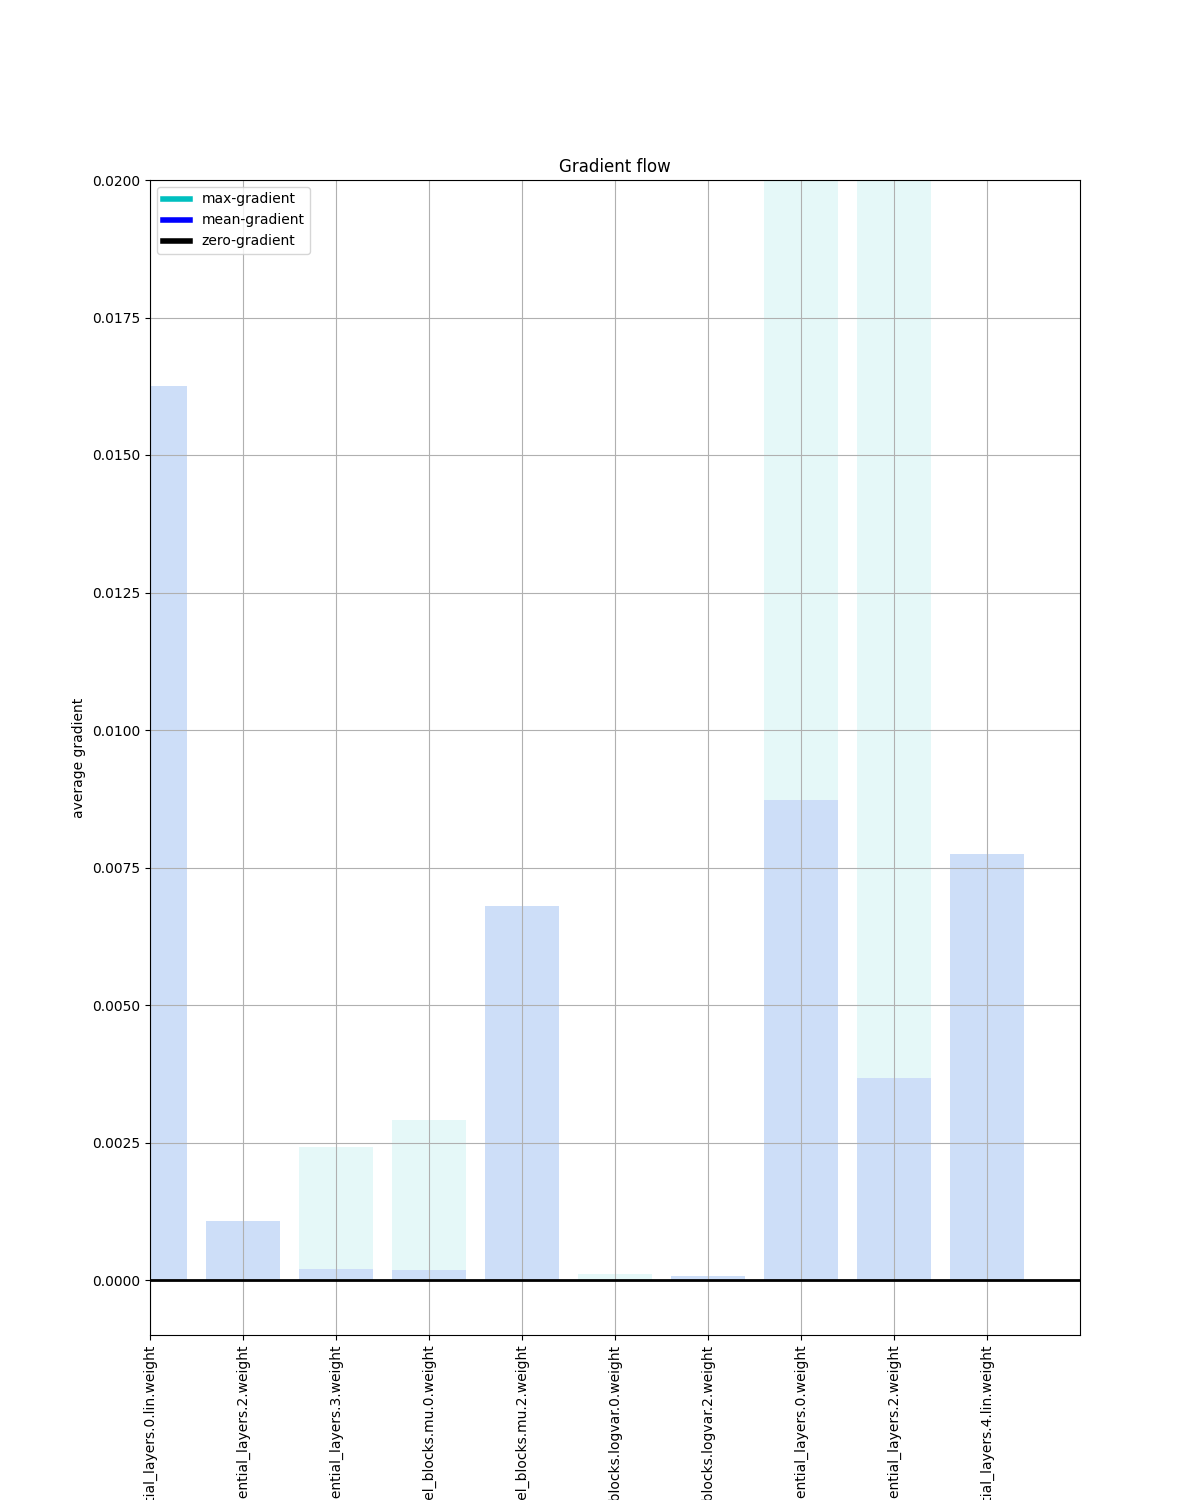 Gradient flow
max-gradient
mean-gradient
zero-gradient
0.0200
0.0175
0.0150
0.0125
0.0100
0.0075
0.0050
0.0025
0.0000
average gradient
tial_layers.0.lin.weight
ential_layers.2.weight
ential_layers.3.weight
el_blocks.mu.0.weight
el_blocks.mu.2.weight
blocks.logvar.0.weight
blocks.logvar.2.weight
ential_layers.0.weight
ential_layers.2.weight
tial_layers.4.lin.weight